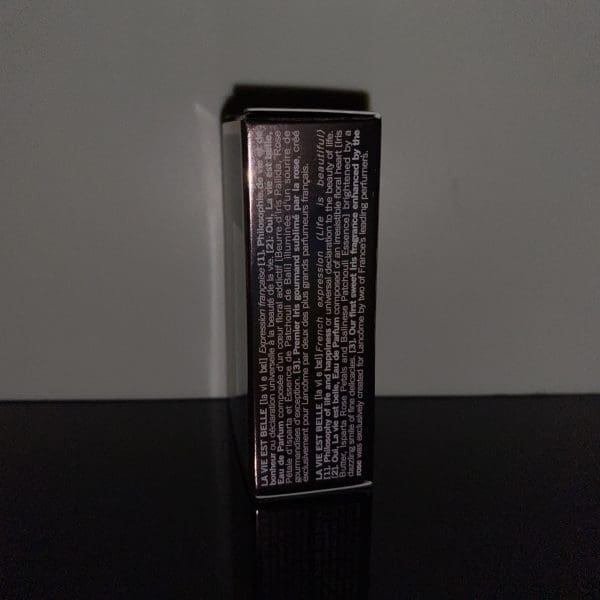 LA VIE EST BELLE [la vi ɛ bɛl] Expression française [1]. Philosophie de vie et de
bonheur ou déclaration universelle à la beauté de la vie. [2]. Oui, La vie est belle,
Eau de Parfum composée d'un cœur floral addictif [Beurre d'Iris Pallida, Rose
Pétale d'Isparta et Essence de Patchouli de Bali] illuminée d'un sourire de
gourmandises d'exception. [3]. Premier Iris gourmand sublimé par la rose, créé
exclusivement pour Lancôme par deux des plus grands parfumeurs français.
LA VIE EST BELLE [la vi ɛ bɛl] French expression (Life is beautiful)
[1]. Philosophy of life and happiness or universal declaration to the beauty of life.
[2]. Oui, La vie est belle, Eau de Parfum composed of an irresistible floral heart [Iris
Butter, Isparta Rose Petals and Balinese Patchouli Essence] brightened by a
dazzling smile of fine delicacies. [3]. Our first sweet Iris fragrance enhanced by the
rose was exclusively created for Lancôme by two of France's leading perfumers.